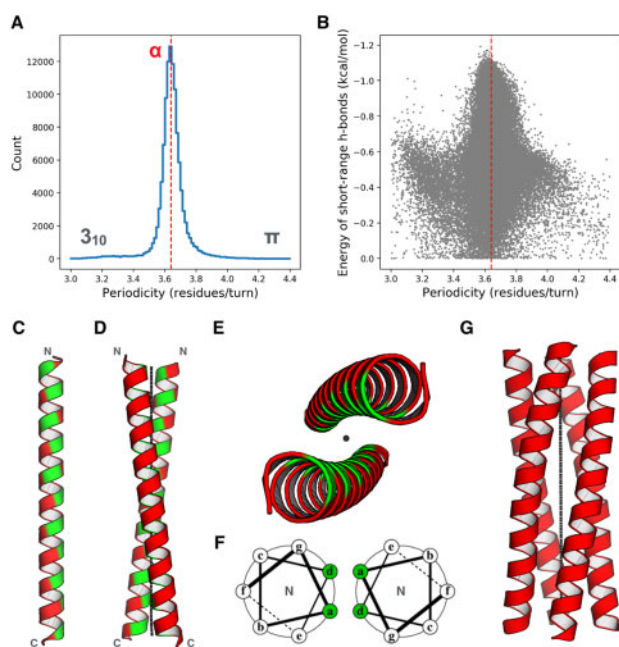 A
B
α
3₁₀
π
Count
12000
10000
8000
6000
4000
2000
0
3.0 3.2 3.4 3.6 3.8 4.0 4.2 4.4
Periodicity (residues/turn)
Energy of short-range h-bonds (kcal/mol)
−1.2
−1.0
−0.8
−0.6
−0.4
−0.2
0.0
3.0 3.2 3.4 3.6 3.8 4.0 4.2 4.4
Periodicity (residues/turn)
C
D
E
G
N
N
N
F
g
c
d
f
N
b
a
e
e
b
a
N
f
d
c
g
C
C
C